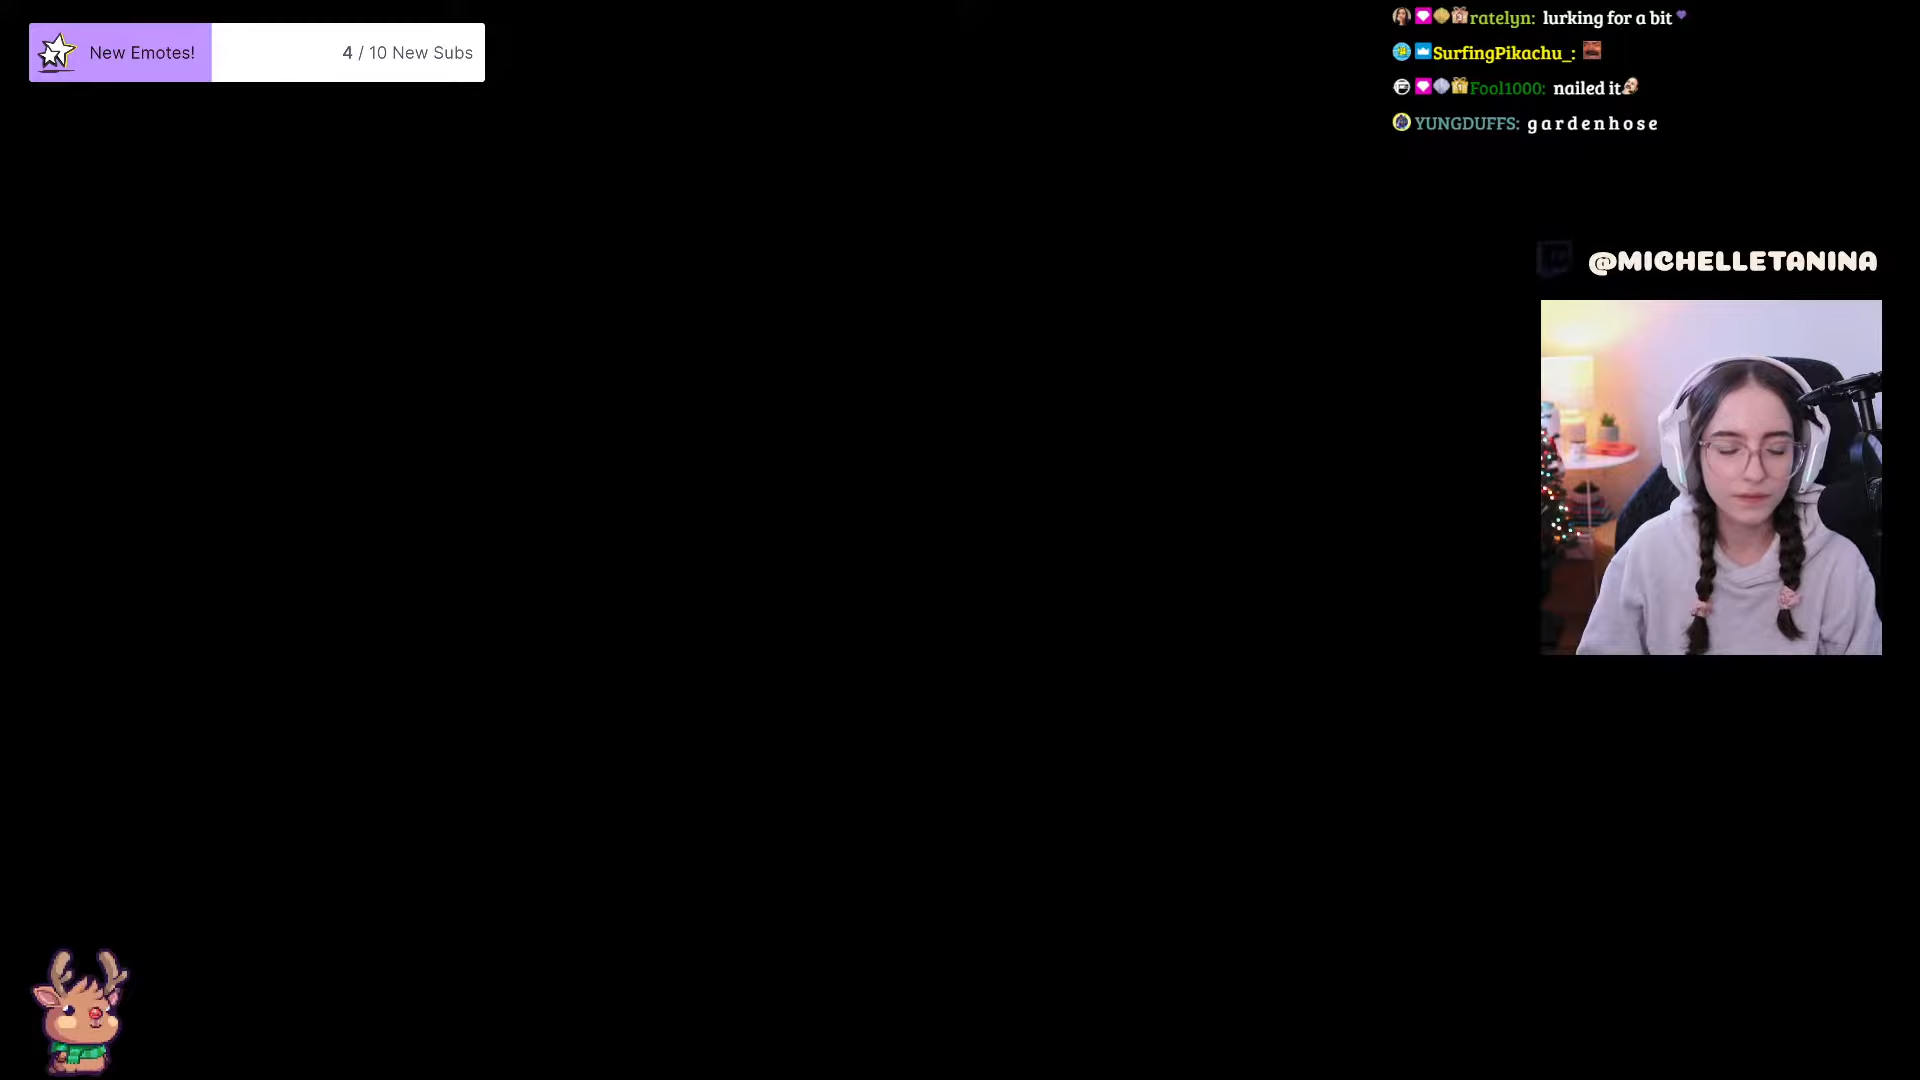 New Emotes!
4 / 10 New Subs
ratelyn: lurking for a bit
SurfingPikachu_:
Fool1000: nailed it
YUNGDUFFS: g a r d e n h o s e
@MICHELLETANINA